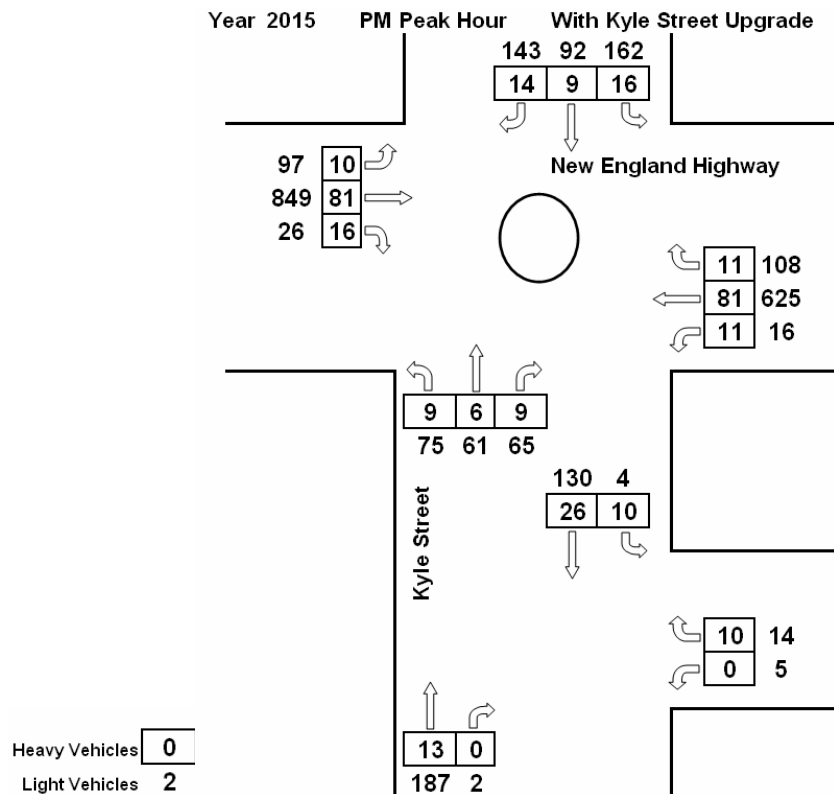 Year 2015 PM Peak Hour With Kyle Street Upgrade
143 92 162
14 9 16
New England Highway
97 10
849 81
26 16
11 108
81 625
11 16
9 6 9
75 61 65
130 4
26 10
Kyle Street
10 14
0 5
13 0
187 2
Heavy Vehicles 0
Light Vehicles 2